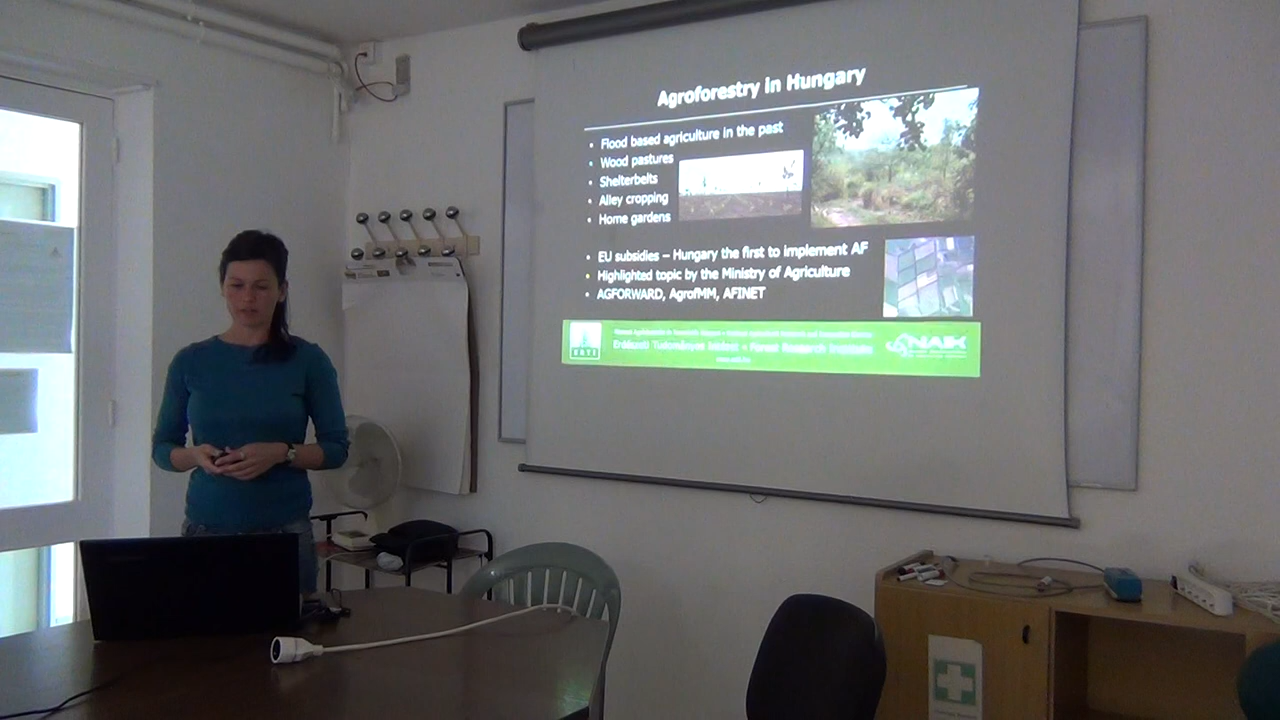 Agroforestry in Hungary
• Flood based agriculture in the past
• Wood pastures
• Shelterbelts
• Alley cropping
• Home gardens
• EU subsidies – Hungary the first to implement AF
• Highlighted topic by the Ministry of Agriculture
• AGFORWARD, AgrofMM, AFINET
ERTI
Erdészeti Tudományos Intézet • Forest Research Institute
NAIK